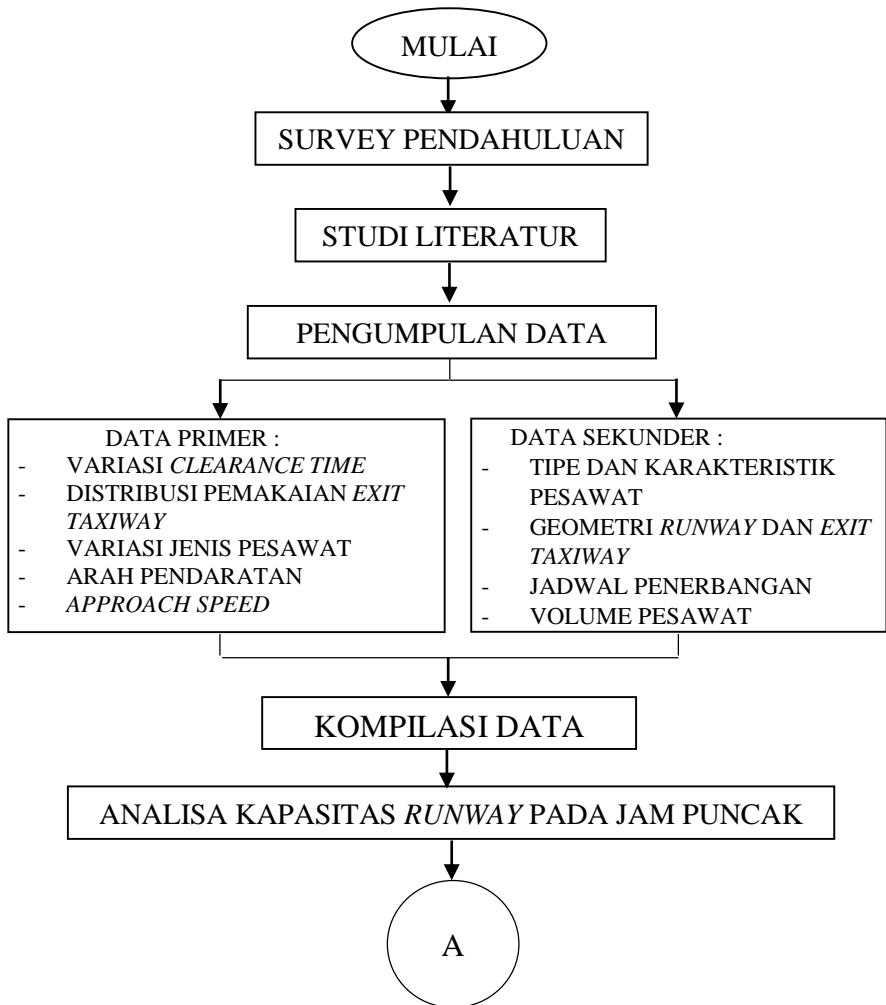 MULAI
SURVEY PENDAHULUAN
STUDI LITERATUR
PENGUMPULAN DATA
DATA PRIMER :
- VARIASI CLEARANCE TIME
- DISTRIBUSI PEMAKAIAN EXIT
TAXIWAY
- VARIASI JENIS PESAWAT
- ARAH PENDARATAN
- APPROACH SPEED
DATA SEKUNDER :
- TIPE DAN KARAKTERISTIK
PESAWAT
- GEOMETRI RUNWAY DAN EXIT
TAXIWAY
- JADWAL PENERBANGAN
- VOLUME PESAWAT
KOMPILASI DATA
ANALISA KAPASITAS RUNWAY PADA JAM PUNCAK
A